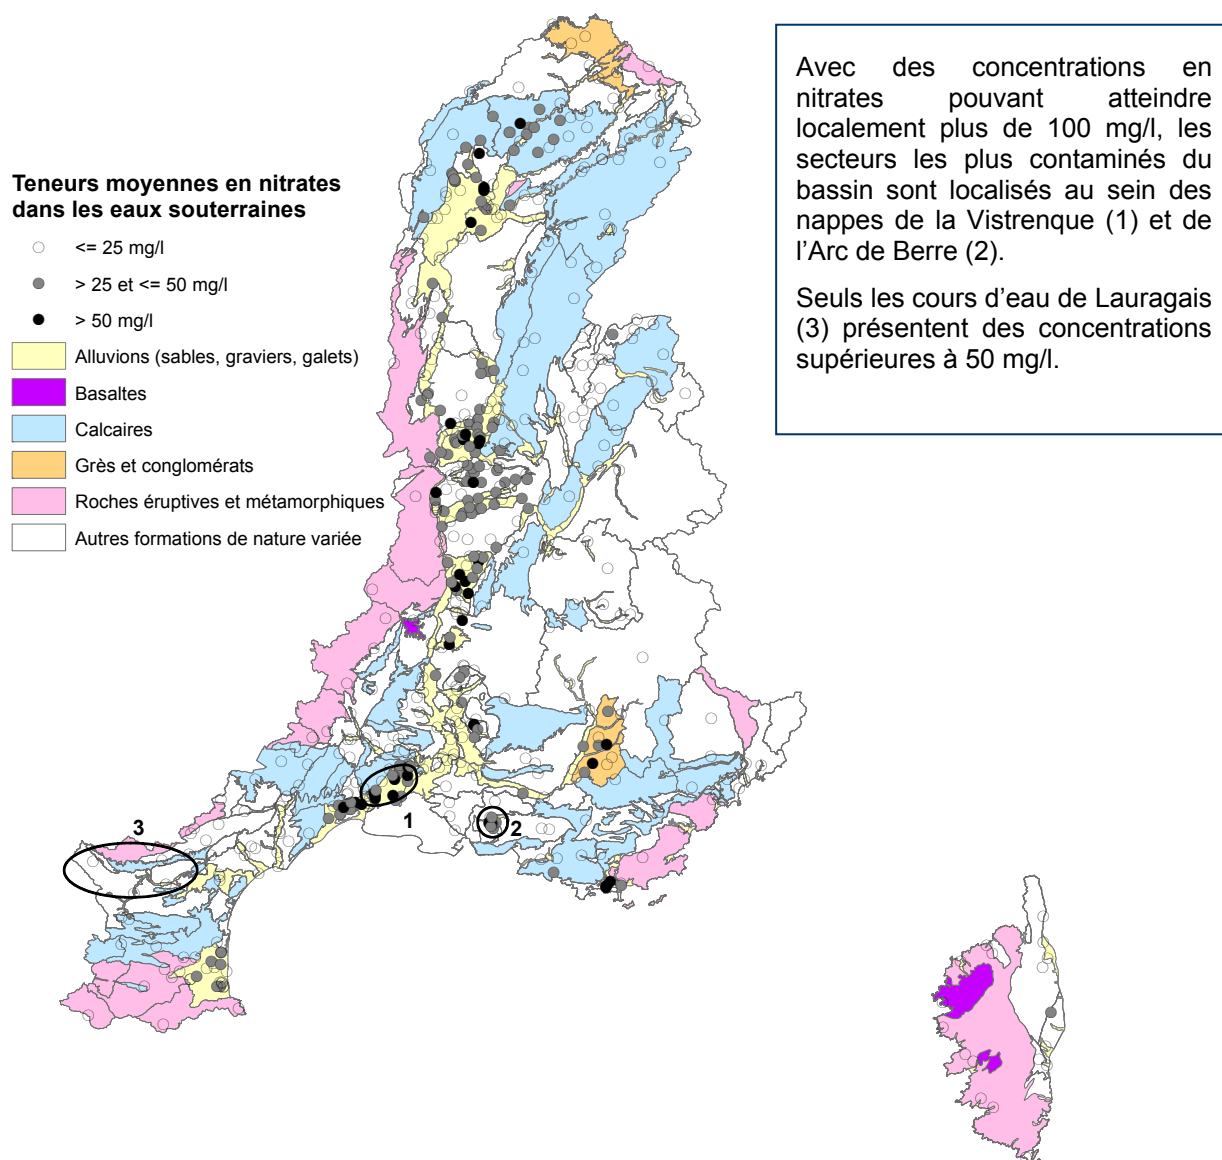 Avec des concentrations en
nitrates pouvant atteindre
localement plus de 100 mg/l, les
secteurs les plus contaminés du
bassin sont localisés au sein des
nappes de la Vistrenque (1) et de
l’Arc de Berre (2).
Seuls les cours d’eau de Lauragais
(3) présentent des concentrations
supérieures à 50 mg/l.
Teneurs moyennes en nitrates
dans les eaux souterraines
<= 25 mg/l
> 25 et <= 50 mg/l
> 50 mg/l
Alluvions (sables, graviers, galets)
Basaltes
Calcaires
Grès et conglomérats
Roches éruptives et métamorphiques
Autres formations de nature variée
3
1
2